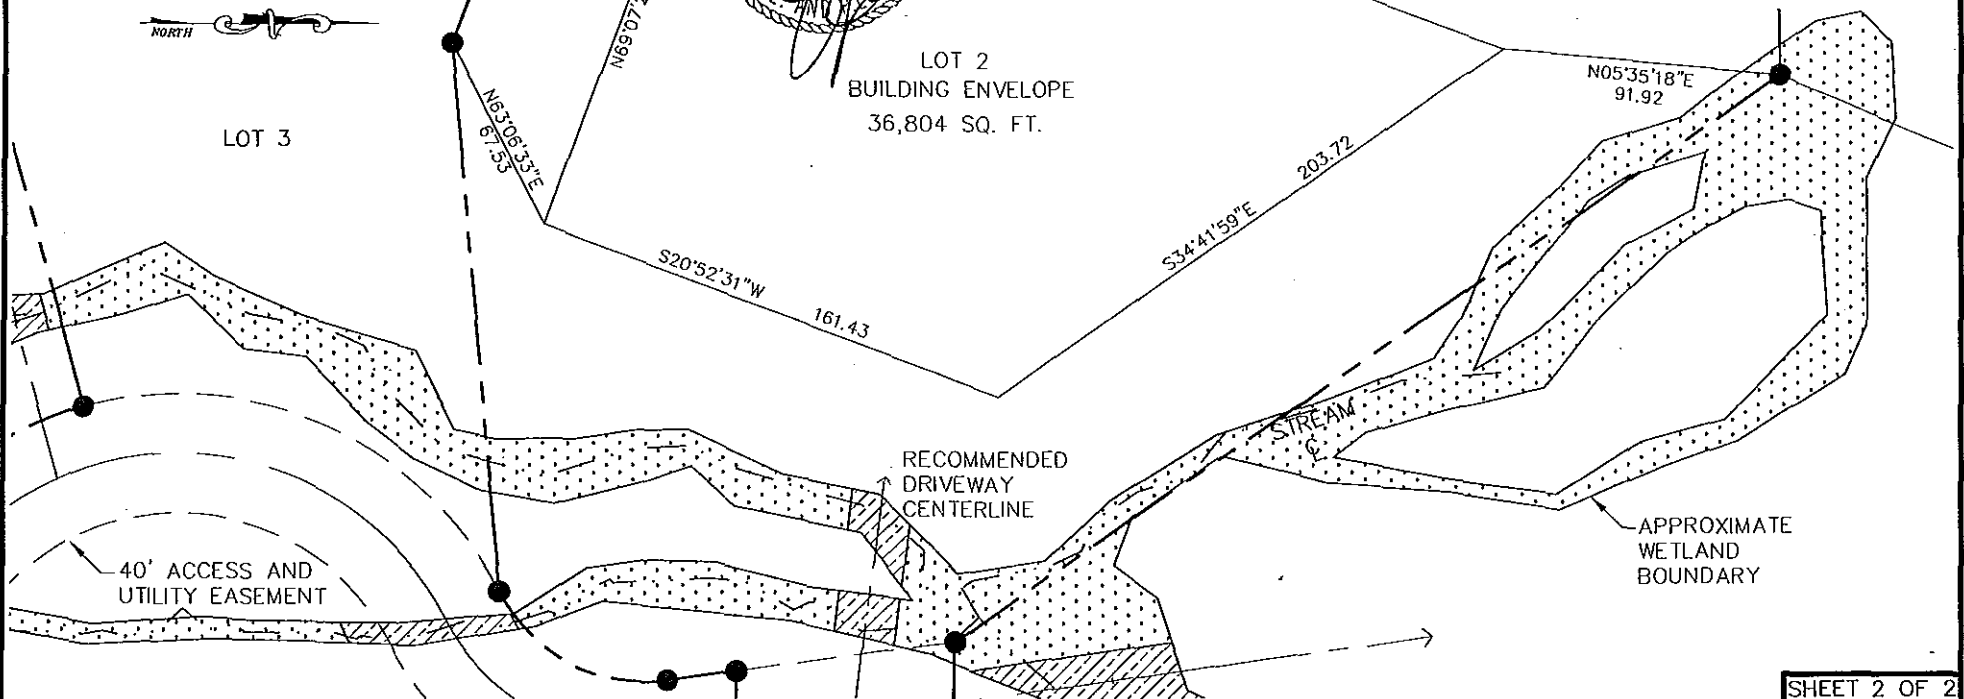 NORTH
AND
LOT 2
BUILDING ENVELOPE
36,804 SQ. FT.
N05°35'18"E
91.92
N63°06'33"E
67.53
LOT 3
203.72
S34°41'59"E
S20°52'31"W
161.43
STREAM
℄
RECOMMENDED
DRIVEWAY
CENTERLINE
APPROXIMATE
WETLAND
BOUNDARY
40' ACCESS AND
UTILITY EASEMENT
SHEET 2 OF 2